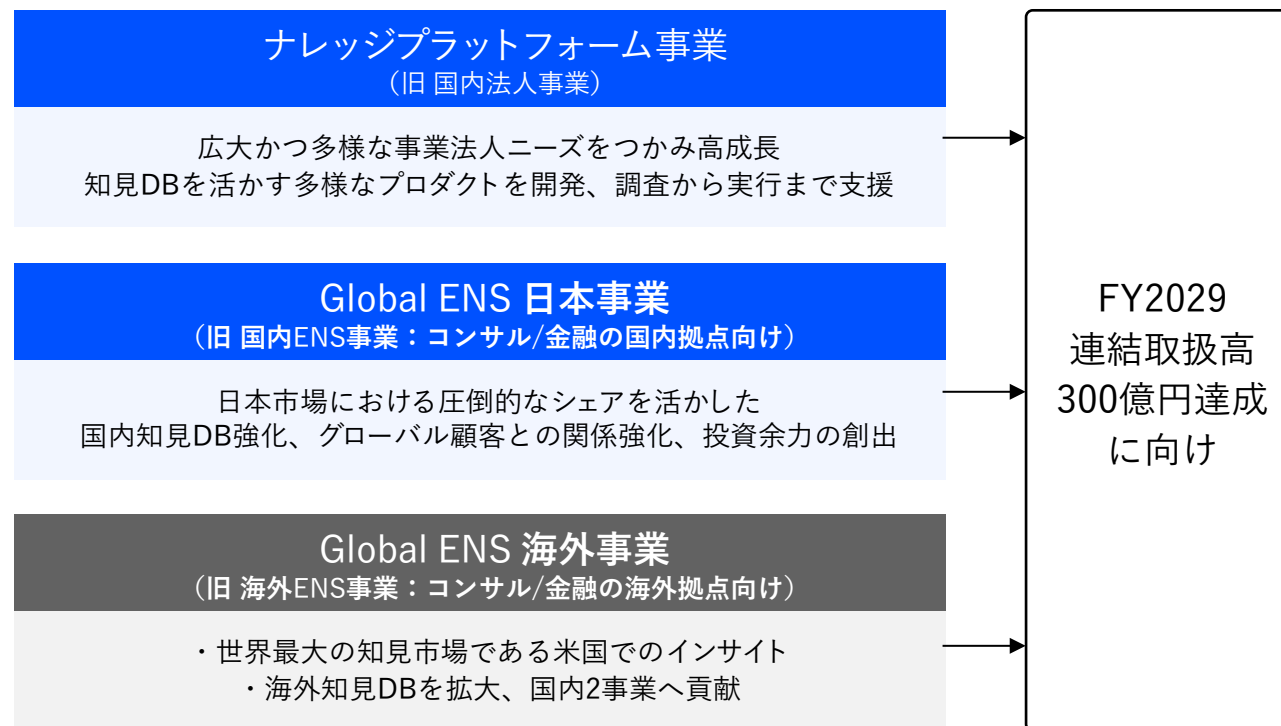 ナレッジプラットフォーム事業
（旧 国内法人事業）
広大かつ多様な事業法人ニーズをつかみ高成長
知見DBを活かす多様なプロダクトを開発、調査から実行まで支援
Global ENS 日本事業
（旧 国内ENS事業：コンサル/金融の国内拠点向け）
日本市場における圧倒的なシェアを活かした
国内知見DB強化、グローバル顧客との関係強化、投資余力の創出
Global ENS 海外事業
（旧 海外ENS事業：コンサル/金融の海外拠点向け）
・世界最大の知見市場である米国でのインサイト
・海外知見DBを拡大、国内2事業へ貢献
FY2029
連結取扱高
300億円達成
に向け